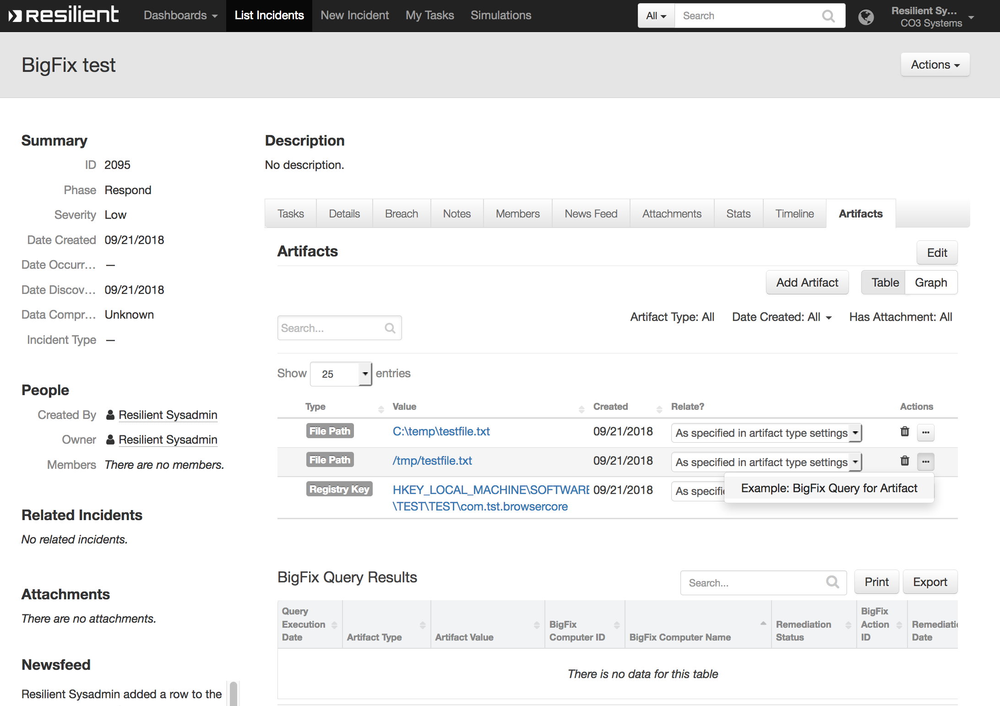 resilient
Dashboards
List Incidents
New Incident
My Tasks
Simulations
All
Search
Resilient Sy...
CO3 Systems
BigFix test
Actions
Summary
ID 2095
Phase Respond
Severity Low
Date Created 09/21/2018
Date Occurr... —
Date Discov... 09/21/2018
Data Compr... Unknown
Incident Type —
People
Created By Resilient Sysadmin
Owner Resilient Sysadmin
Members There are no members.
Related Incidents
No related incidents.
Attachments
There are no attachments.
Newsfeed
Resilient Sysadmin added a row to the
Description
No description.
Tasks Details Breach Notes Members News Feed Attachments Stats Timeline Artifacts
Artifacts
Edit
Add Artifact
Table Graph
Artifact Type: All Date Created: All Has Attachment: All
Search...
Show 25 entries
Type Value Created Relate? Actions
File Path C:\temp\testfile.txt 09/21/2018 As specified in artifact type settings ...
File Path /tmp/testfile.txt 09/21/2018 As specified in artifact type settings ...
Registry Key HKEY_LOCAL_MACHINE\SOFTWARE 09/21/2018 As specifi
\TEST\TEST\com.tst.browsercore
Example: BigFix Query for Artifact
BigFix Query Results
Search...
Print
Export
Query
Execution
Date
Artifact Type
Artifact Value
BigFix
Computer ID
BigFix Computer Name
Remediation
Status
BigFix
Action
ID
Remediati
Date
There is no data for this table